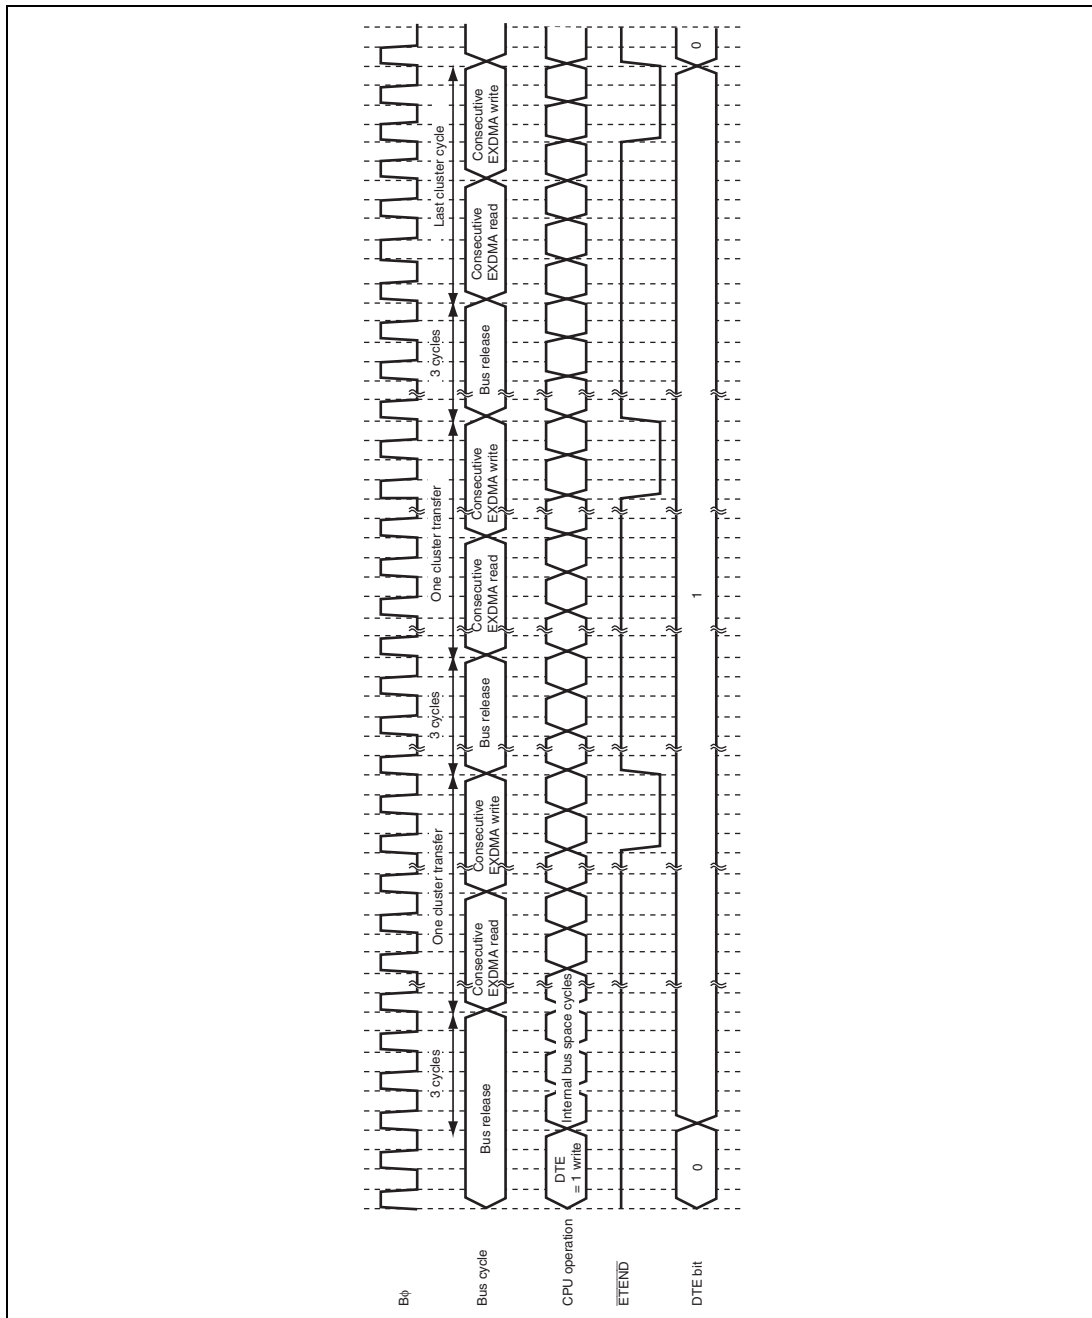 Bϕ
3 cycles
One cluster transfer
3 cycles
One cluster transfer
3 cycles
Last cluster cycle
Bus cycle
Bus release
Consecutive
EXDMA read
Consecutive
EXDMA write
Bus release
Consecutive
EXDMA read
Consecutive
EXDMA write
Bus release
Consecutive
EXDMA read
Consecutive
EXDMA write
CPU operation
DTE
= 1 write
Internal bus space cycles
ETEND
DTE bit
0
1
0